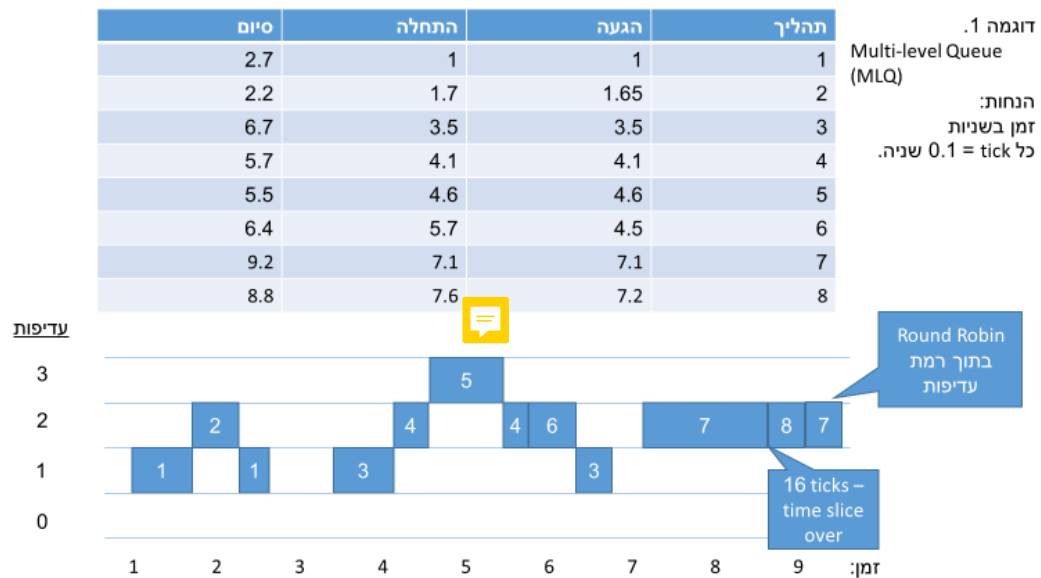 דוגמה 1.
Multi-level Queue
(MLQ)
הנחות:
זמן בשניות
כל tick = 0.1 שניה.
תהליך הגעה התחלה סיום
1 1 1 2.7
2 1.65 1.7 2.2
3 3.5 3.5 6.7
4 4.1 4.1 5.7
5 4.6 4.6 5.5
6 4.5 5.7 6.4
7 7.1 7.1 9.2
8 7.2 7.6 8.8
עדיפות
3
2
1
0
5
2 4 4 6 7 8 7
1 1 3 3
Round Robin
בתוך רמת
עדיפות
16 ticks –
time slice
over
זמן: 1 2 3 4 5 6 7 8 9